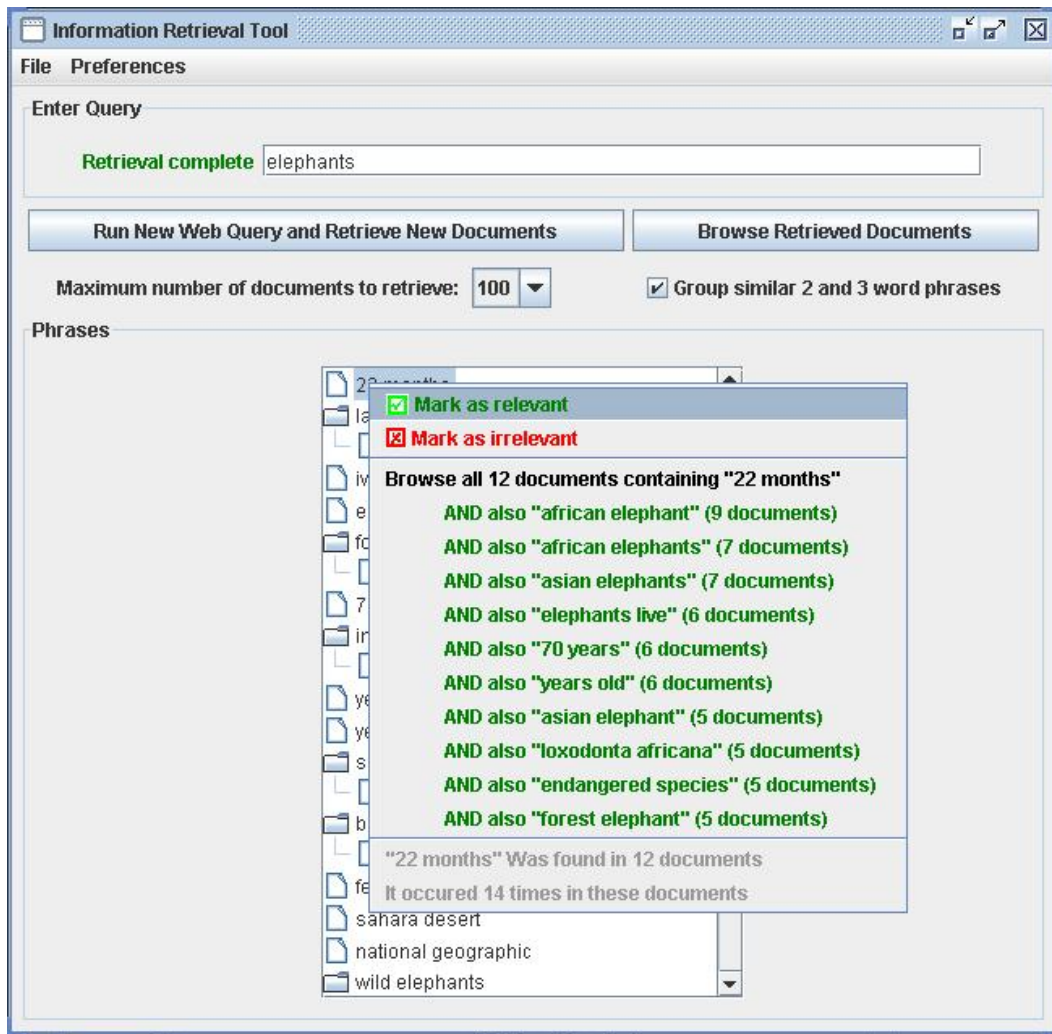 Information Retrieval Tool
File Preferences
Enter Query
Retrieval complete elephants
Run New Web Query and Retrieve New Documents Browse Retrieved Documents
Maximum number of documents to retrieve: 100 Group similar 2 and 3 word phrases
Phrases
22 months
Mark as relevant
Mark as irrelevant
Browse all 12 documents containing "22 months"
AND also "african elephant" (9 documents)
AND also "african elephants" (7 documents)
AND also "asian elephants" (7 documents)
AND also "elephants live" (6 documents)
AND also "70 years" (6 documents)
AND also "years old" (6 documents)
AND also "asian elephant" (5 documents)
AND also "loxodonta africana" (5 documents)
AND also "endangered species" (5 documents)
AND also "forest elephant" (5 documents)
"22 months" Was found in 12 documents
It occured 14 times in these documents
sahara desert
national geographic
wild elephants